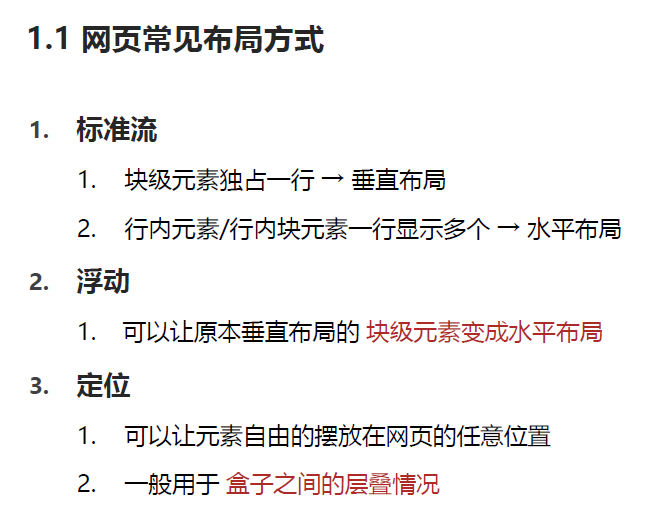 1.1 网页常见布局方式
1. 标准流
1. 块级元素独占一行 → 垂直布局
2. 行内元素/行内块元素一行显示多个 → 水平布局
2. 浮动
1. 可以让原本垂直布局的 块级元素变成水平布局
3. 定位
1. 可以让元素自由的摆放在网页的任意位置
2. 一般用于 盒子之间的层叠情况